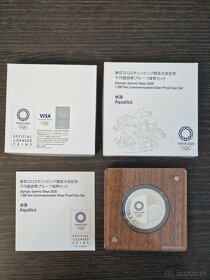 TOKYO 2020
OFFICIAL
LICENSED
COINS
VISA
TOKYO 2020
東京2020オリンピック競技大会記念
千円銀貨幣プルーフ貨幣セット
Olympic Games Tokyo 2020
1,000 Yen Commemorative Silver Proof Coin Set
水泳
Aquatics
TOKYO 2020
東京2020オリンピック競技大会記念
千円銀貨幣プルーフ貨幣セット
Olympic Games Tokyo 2020
1,000 Yen Commemorative Silver Proof Coin Set
水泳
Aquatics